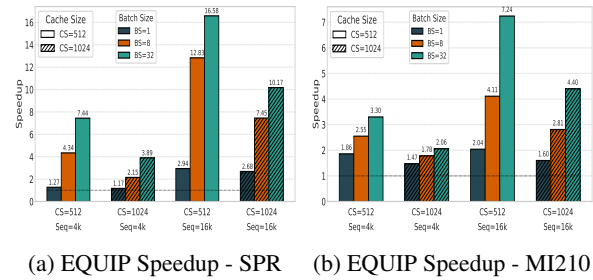 Cache Size
CS=512
CS=1024
Batch Size
BS=1
BS=8
BS=32
Speedup
16
14
12
10
8
6
4
2
0
1.27
4.34
7.44
1.17
2.15
3.89
2.94
12.83
16.58
2.68
7.45
10.17
CS=512
Seq=4k
CS=1024
Seq=4k
CS=512
Seq=16k
CS=1024
Seq=16k
(a) EQUIP Speedup - SPR
Cache Size
CS=512
CS=1024
Batch Size
BS=1
BS=8
BS=32
Speedup
7
6
5
4
3
2
1
0
1.86
2.55
3.30
1.47
1.78
2.06
2.04
4.11
7.24
1.60
2.81
4.40
CS=512
Seq=4k
CS=1024
Seq=4k
CS=512
Seq=16k
CS=1024
Seq=16k
(b) EQUIP Speedup - MI210